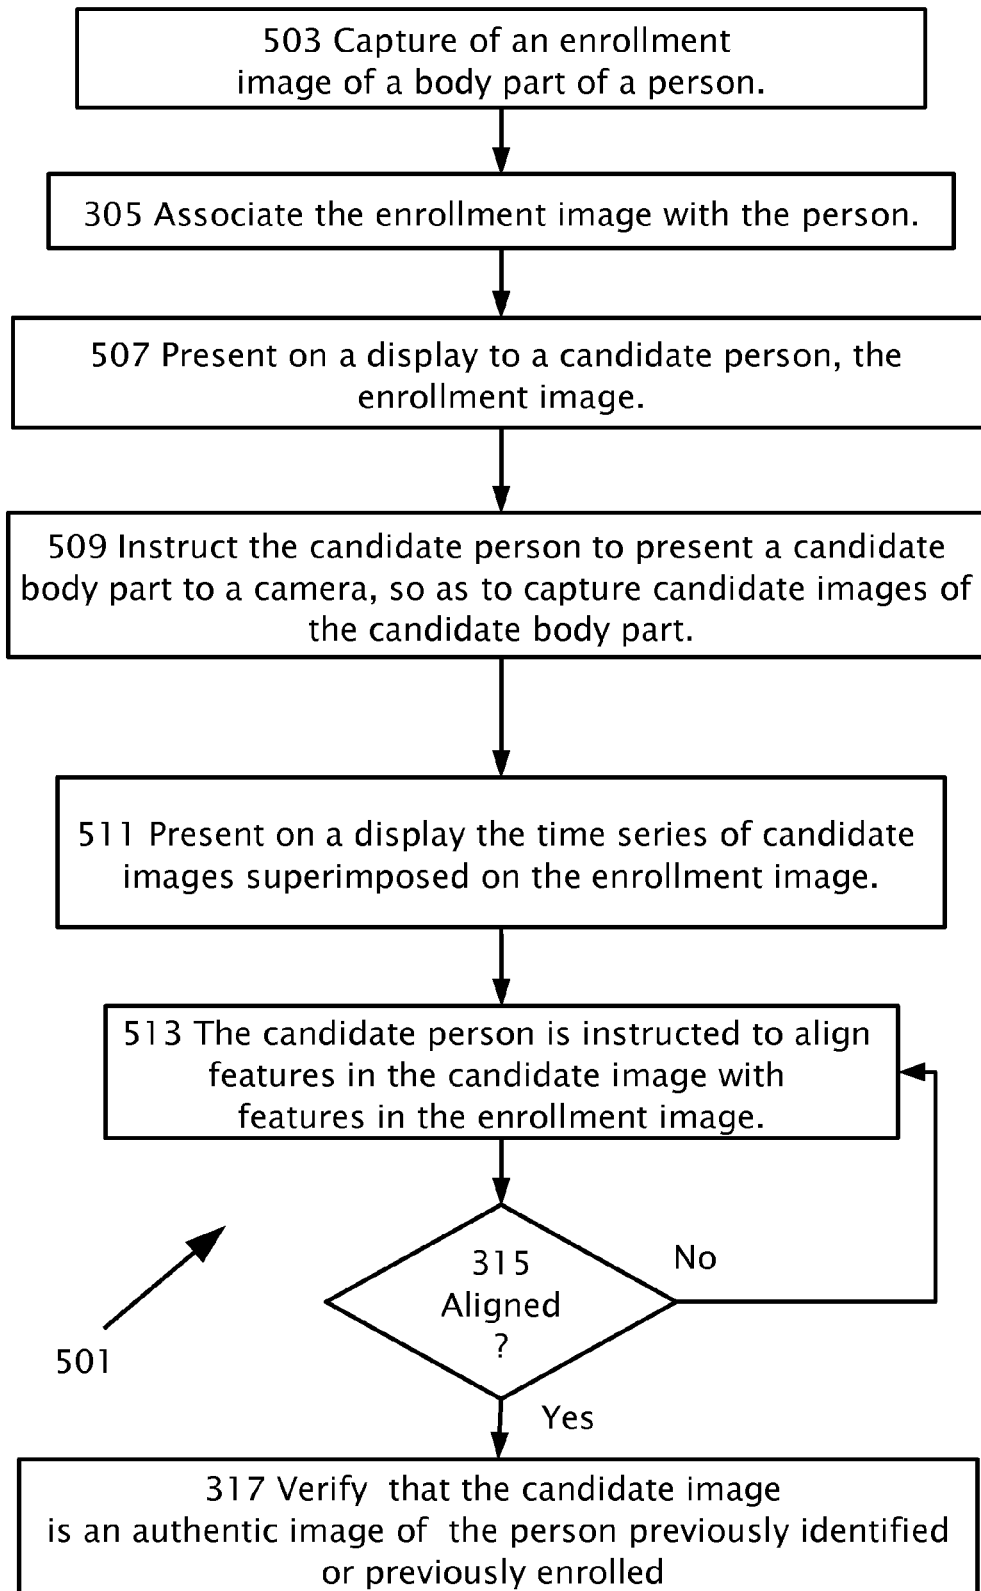 503 Capture of an enrollment
image of a body part of a person.
305 Associate the enrollment image with the person.
507 Present on a display to a candidate person, the
enrollment image.
509 Instruct the candidate person to present a candidate
body part to a camera, so as to capture candidate images of
the candidate body part.
511 Present on a display the time series of candidate
images superimposed on the enrollment image.
513 The candidate person is instructed to align
features in the candidate image with
features in the enrollment image.
315
Aligned
?
No
501
Yes
317 Verify  that the candidate image
is an authentic image of  the person previously identified
or previously enrolled